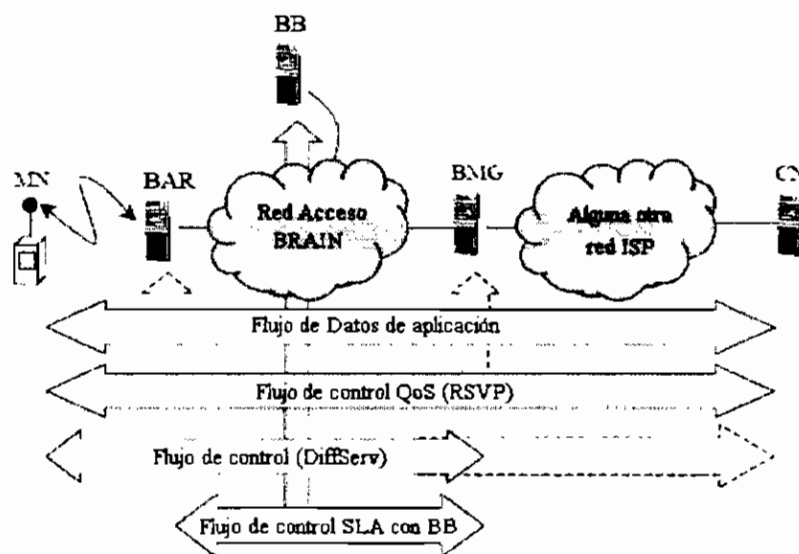 BB
MN
BAR
Red Acceso
BRAIN
BMG
Alguna otra
red ISP
CN
Flujo de Datos de aplicación
Flujo de control QoS (RSVP)
Flujo de control (DiffServ)
Flujo de control SLA con BB